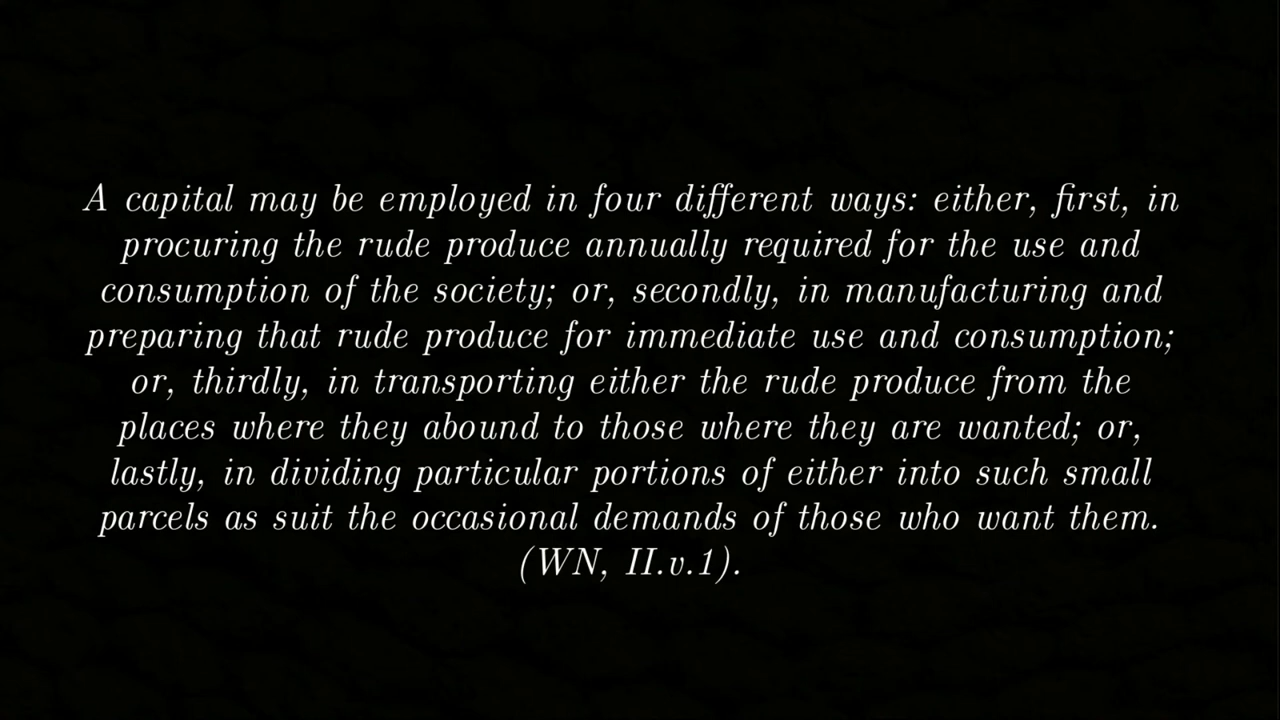 A capital may be employed in four different ways: either, first, in
procuring the rude produce annually required for the use and
consumption of the society; or, secondly, in manufacturing and
preparing that rude produce for immediate use and consumption;
or, thirdly, in transporting either the rude produce from the
places where they abound to those where they are wanted; or,
lastly, in dividing particular portions of either into such small
parcels as suit the occasional demands of those who want them.
(WN, II.v.1).